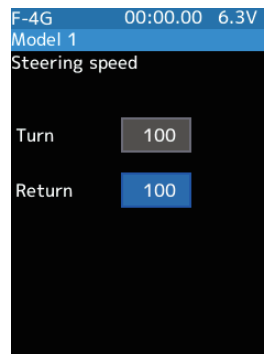 F-4G 00:00.00 6.3V
Model 1
Steering speed
Turn 100
Return 100